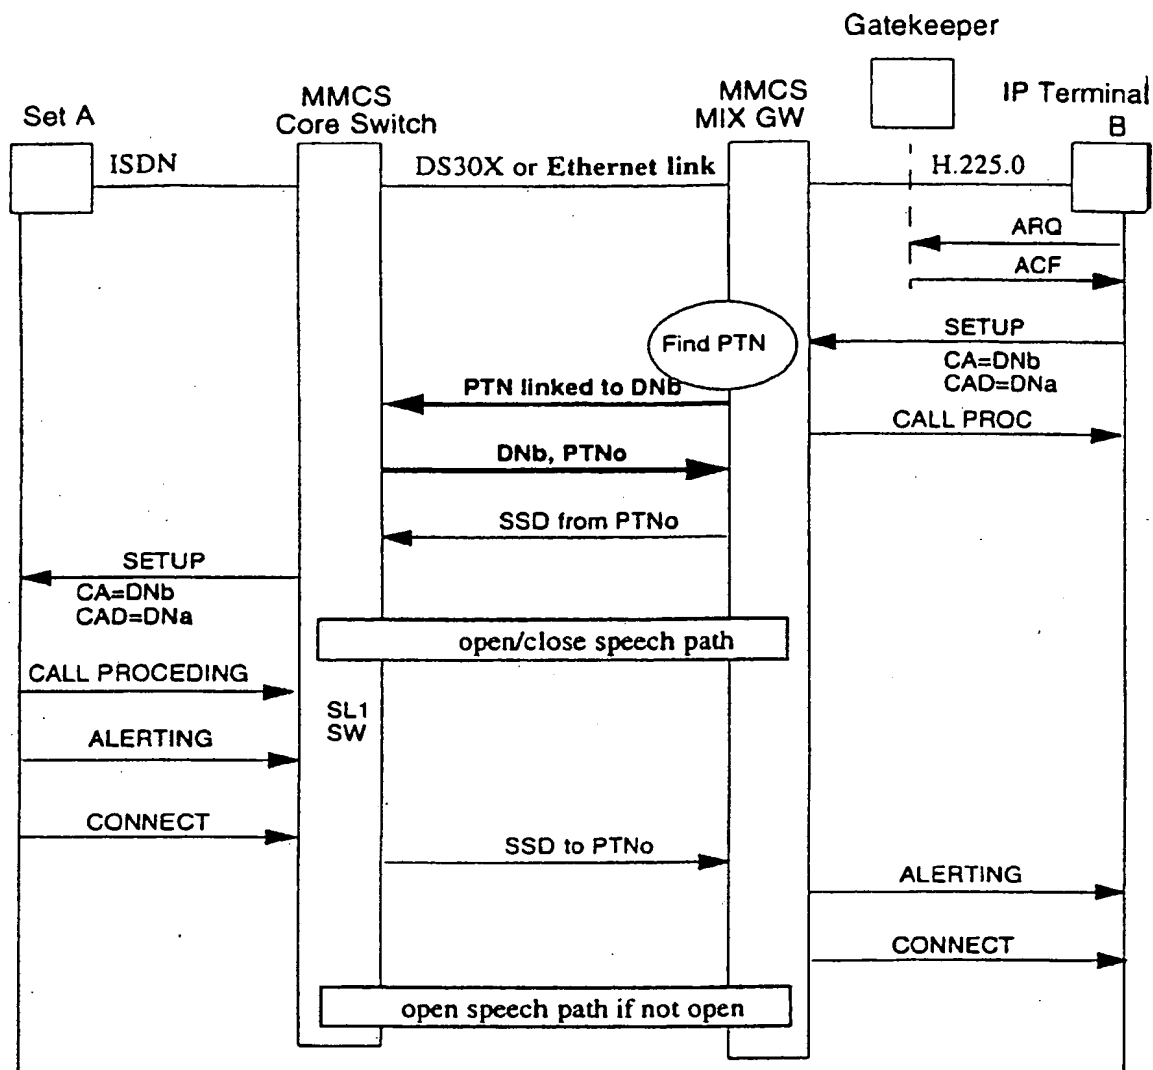 Gatekeeper
Set A
MMCS
Core Switch
MMCS
MIX GW
IP Terminal
B
ISDN
DS30X or Ethernet link
H.225.0
ARQ
ACF
Find PTN
SETUP
CA=DNb
CAD=DNa
PTN linked to DNb
CALL PROC
DNb, PTNo
SSD from PTNo
SETUP
CA=DNb
CAD=DNa
open/close speech path
CALL PROCEDING
SL1
SW
ALERTING
CONNECT
SSD to PTNo
ALERTING
CONNECT
open speech path if not open